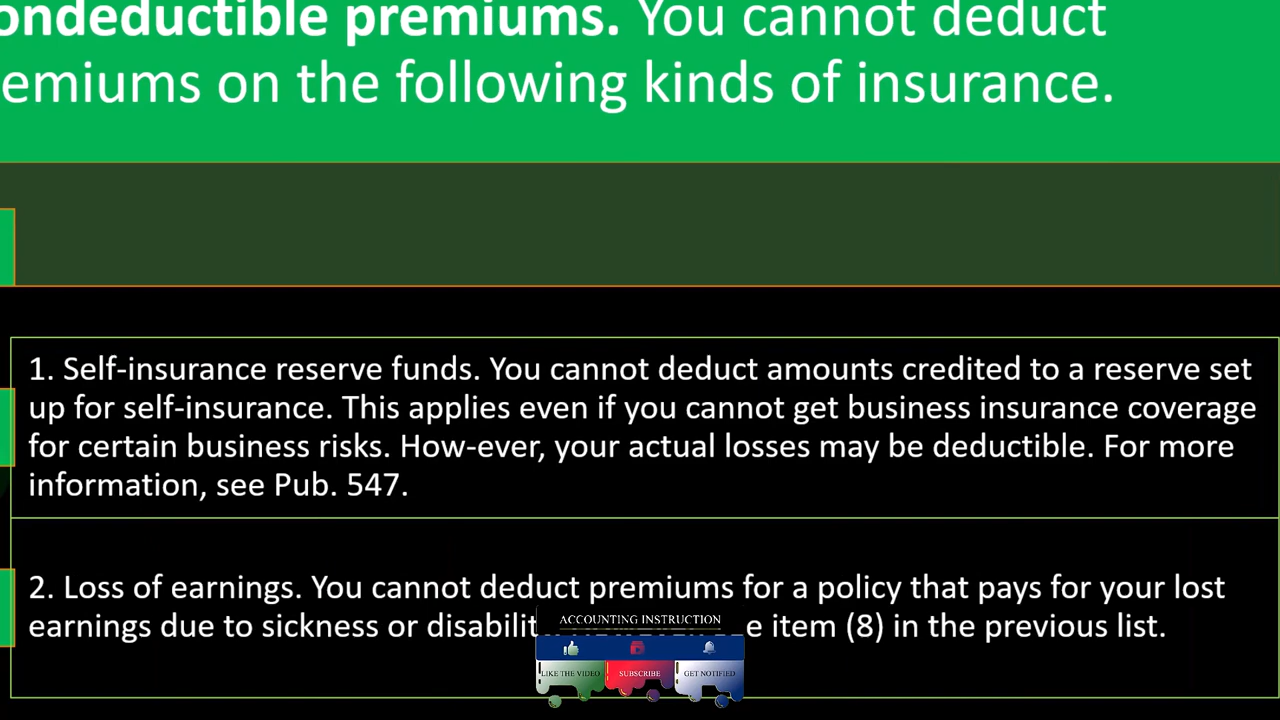 ondeductible premiums. You cannot deduct
emiums on the following kinds of insurance.
1. Self-insurance reserve funds. You cannot deduct amounts credited to a reserve set
up for self-insurance. This applies even if you cannot get business insurance coverage
for certain business risks. How-ever, your actual losses may be deductible. For more
information, see Pub. 547.
2. Loss of earnings. You cannot deduct premiums for a policy that pays for your lost
earnings due to sickness or disabilit e item (8) in the previous list.
ACCOUNTING INSTRUCTION
LIKE THE VIDEO SUBSCRIBE GET NOTIFIED